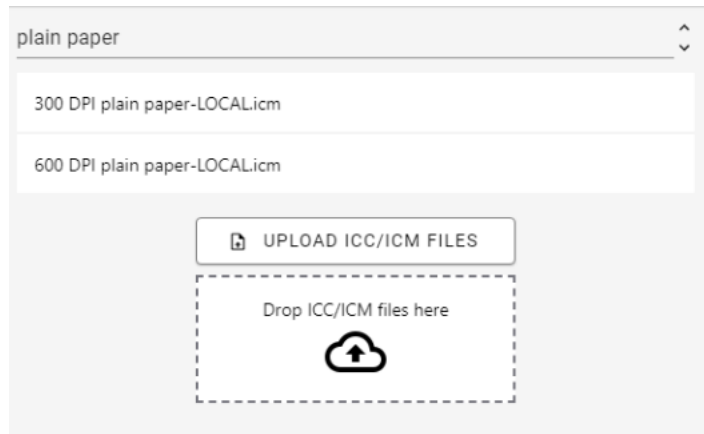 plain paper
300 DPI plain paper-LOCAL.icm
600 DPI plain paper-LOCAL.icm
UPLOAD ICC/ICM FILES
Drop ICC/ICM files here